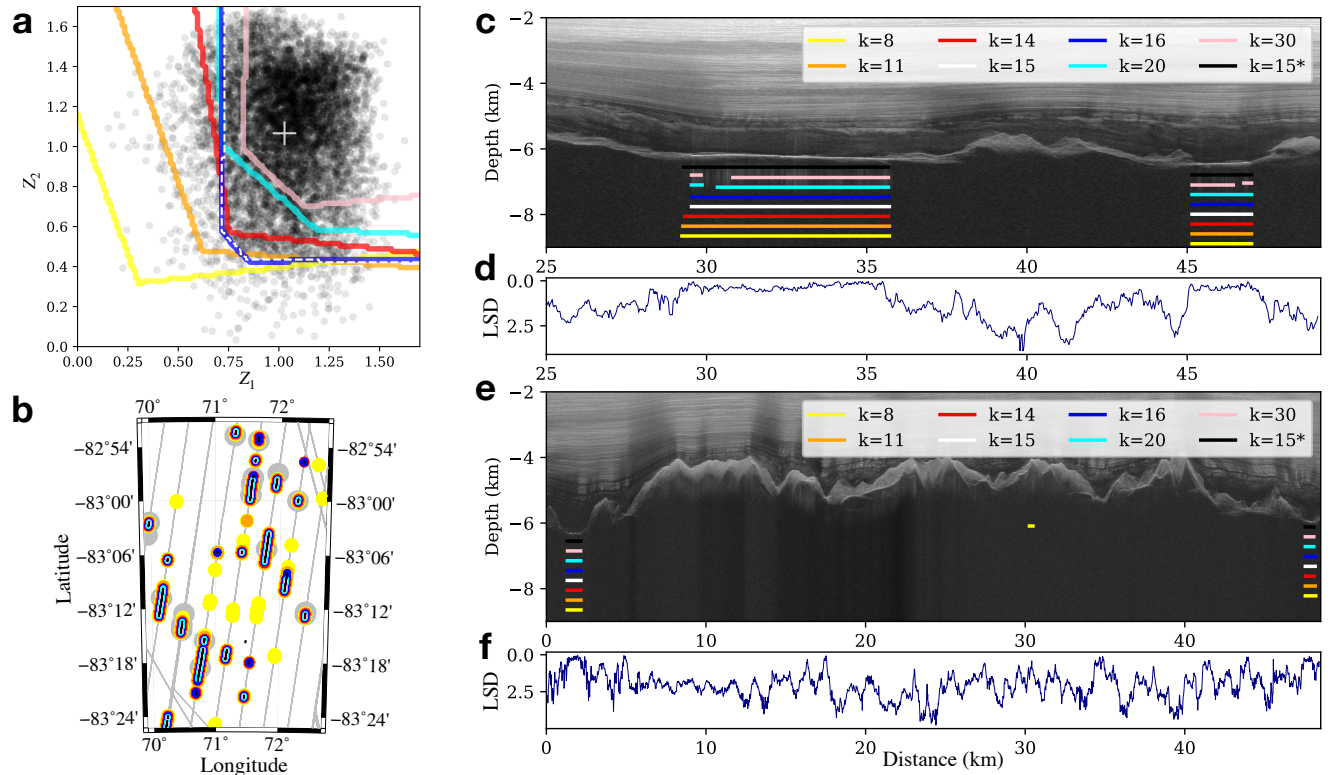 a
1.6
1.4
1.2
1.0
0.8
0.6
0.4
0.2
0.0
Z2
0.00 0.25 0.50 0.75 1.00 1.25 1.50
Z1
b
70° 71° 72°
−82°54' −82°54'
−83°00' −83°00'
−83°06' −83°06'
−83°12' −83°12'
−83°18' −83°18'
−83°24' −83°24'
Latitude
70° 71° 72°
Longitude
c
−2
−4
−6
−8
Depth (km)
k=8 k=14 k=16 k=30
k=11 k=15 k=20 k=15*
25 30 35 40 45
d
0.0
2.5
LSD
25 30 35 40 45
e
−2
−4
−6
−8
Depth (km)
k=8 k=14 k=16 k=30
k=11 k=15 k=20 k=15*
0 10 20 30 40
f
0.0
2.5
LSD
0 10 20 30 40
Distance (km)